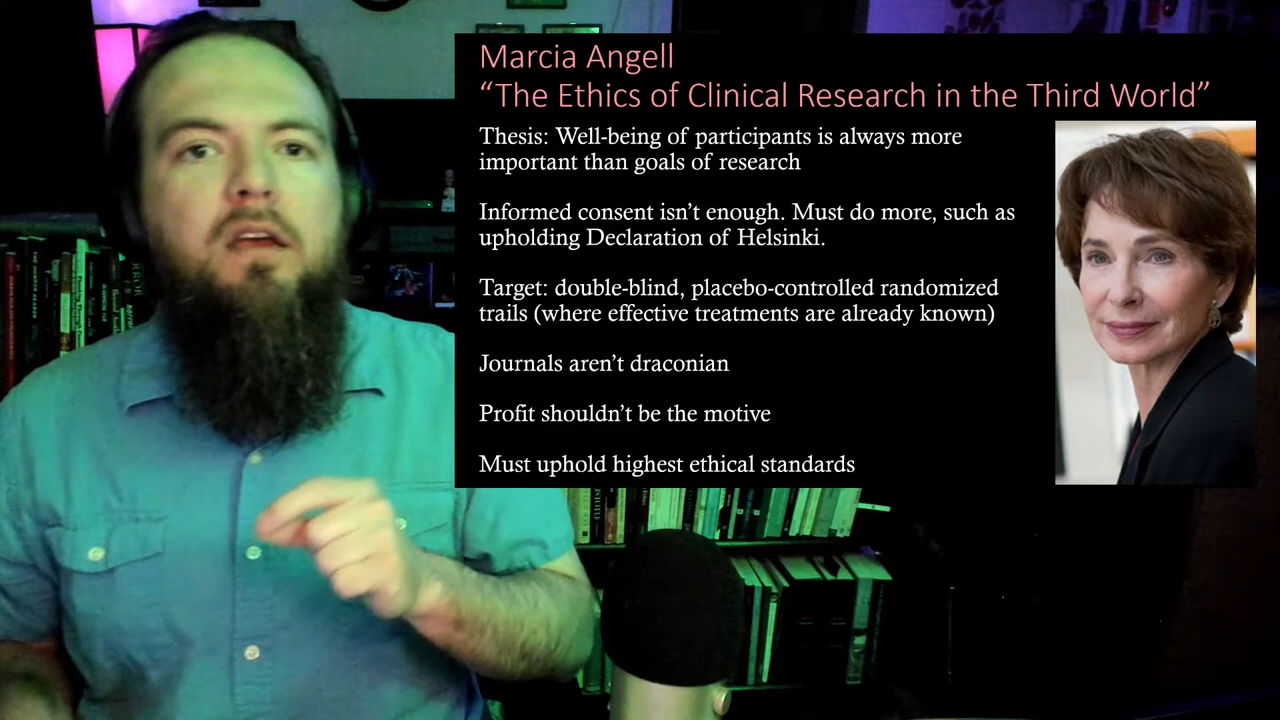 Marcia Angell
“The Ethics of Clinical Research in the Third World”
Thesis: Well-being of participants is always more
important than goals of research
Informed consent isn’t enough. Must do more, such as
upholding Declaration of Helsinki.
Target: double-blind, placebo-controlled randomized
trails (where effective treatments are already known)
Journals aren’t draconian
Profit shouldn’t be the motive
Must uphold highest ethical standards